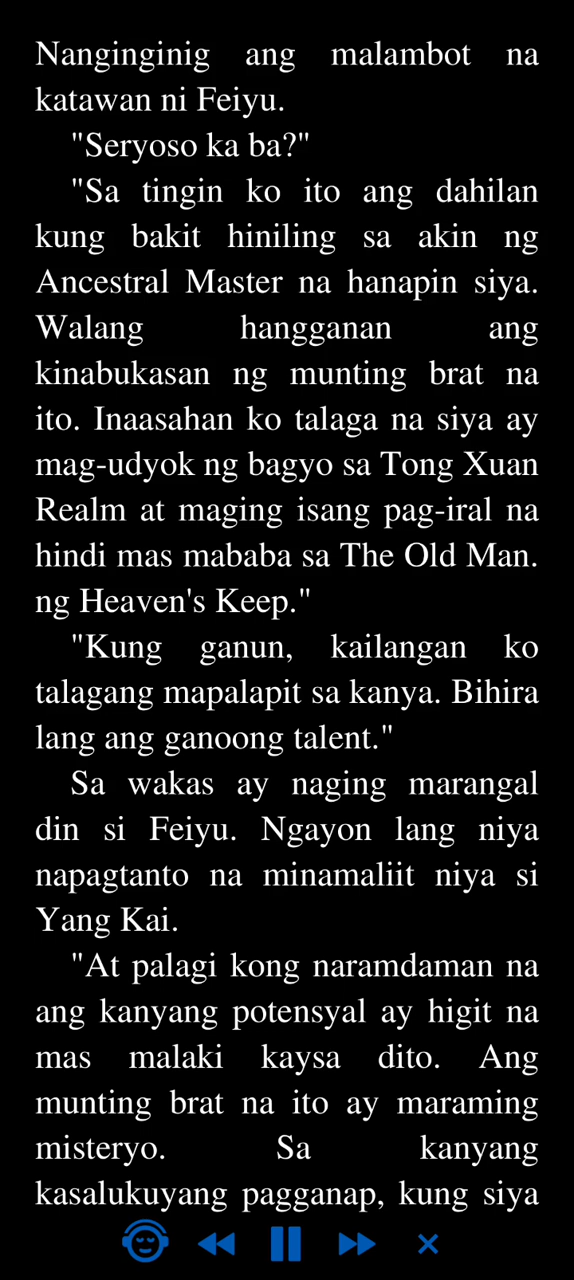 Nanginginig ang malambot na
katawan ni Feiyu.
"Seryoso ka ba?"
"Sa tingin ko ito ang dahilan
kung bakit hiniling sa akin ng
Ancestral Master na hanapin siya.
Walang hangganan ang
kinabukasan ng munting brat na
ito. Inaasahan ko talaga na siya ay
mag-udyok ng bagyo sa Tong Xuan
Realm at maging isang pag-iral na
hindi mas mababa sa The Old Man.
ng Heaven's Keep."
"Kung ganun, kailangan ko
talagang mapalapit sa kanya. Bihira
lang ang ganoong talent."
Sa wakas ay naging marangal
din si Feiyu. Ngayon lang niya
napagtanto na minamaliit niya si
Yang Kai.
"At palagi kong naramdaman na
ang kanyang potensyal ay higit na
mas malaki kaysa dito. Ang
munting brat na ito ay maraming
misteryo. Sa kanyang
kasalukuyang pagganap, kung siya